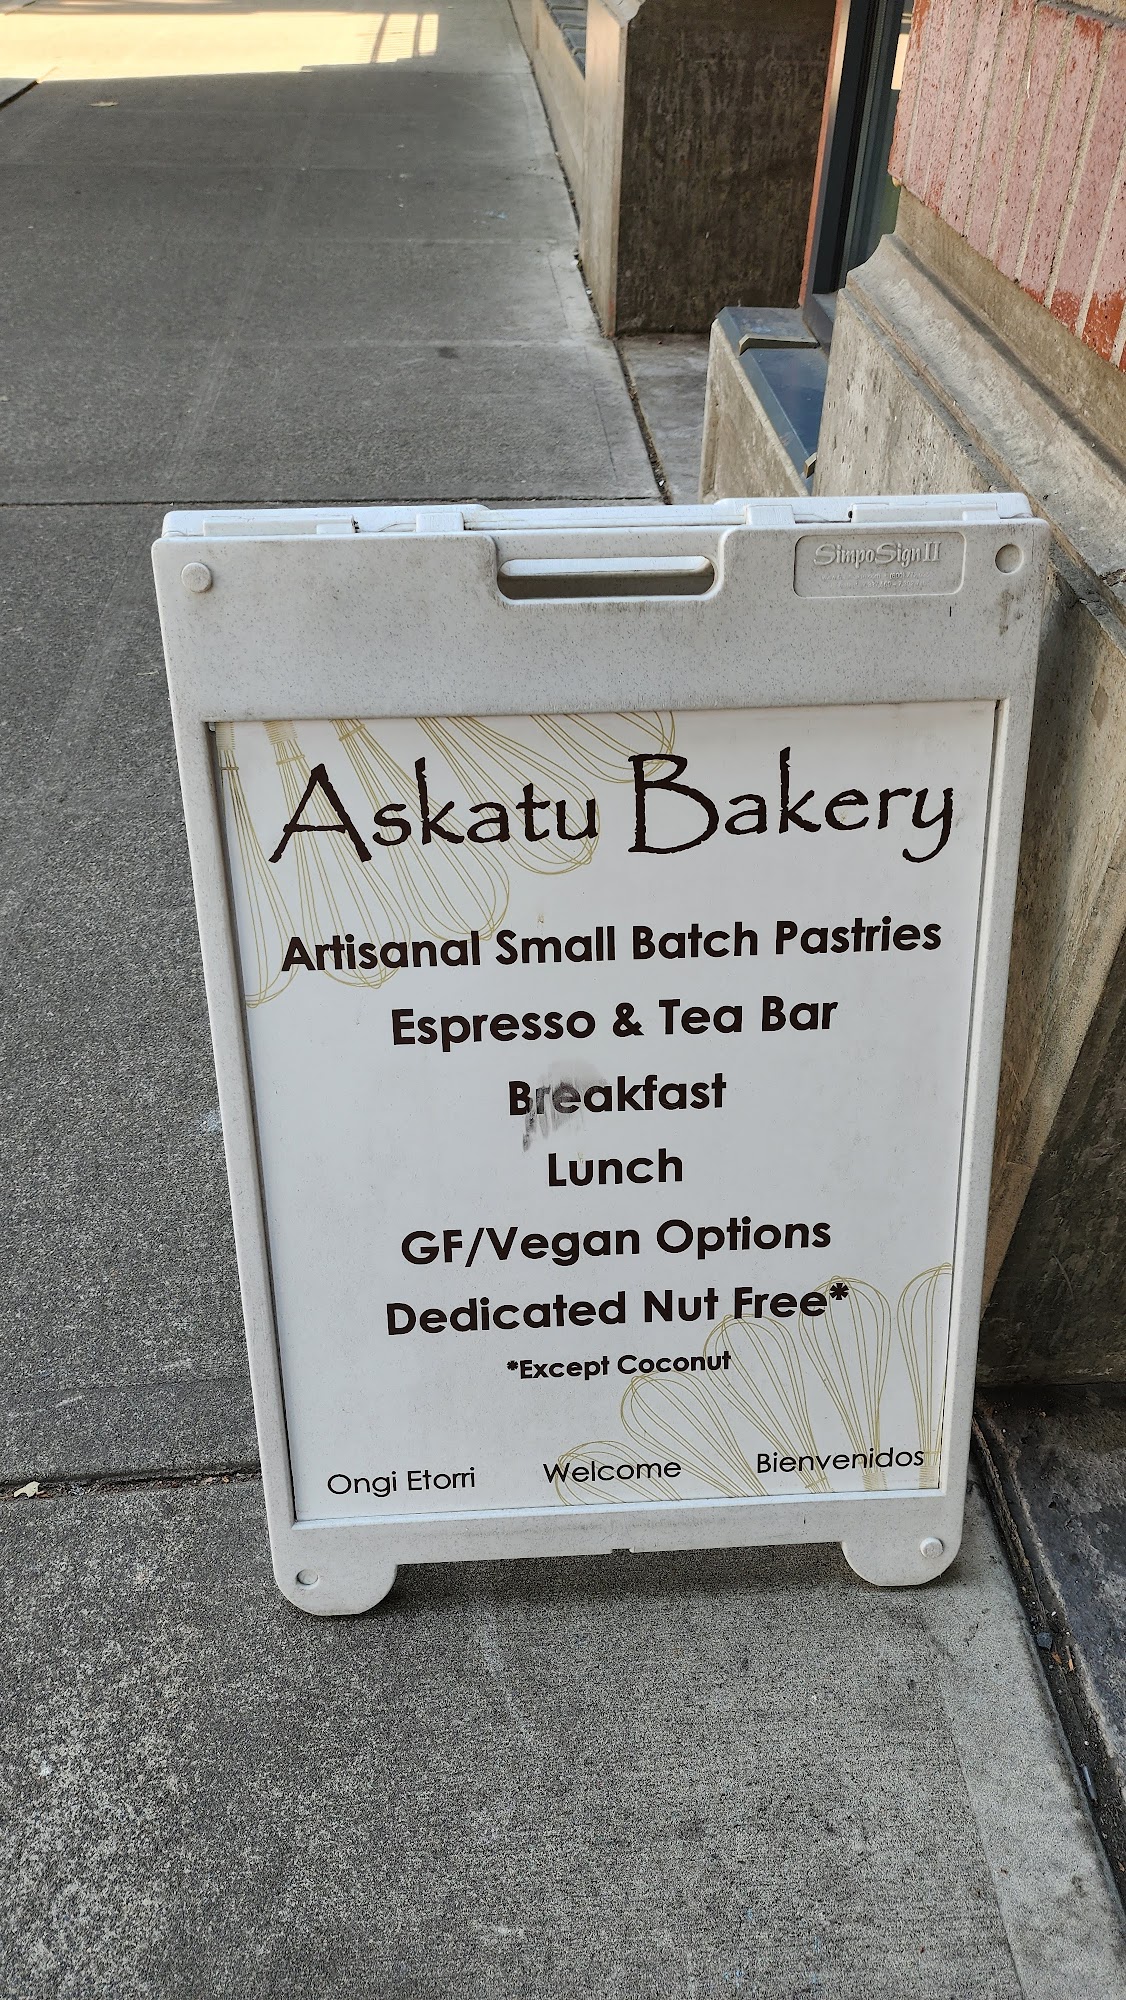 SimpoSign II
Askatu Bakery
Artisanal Small Batch Pastries
Espresso & Tea Bar
Breakfast
Lunch
GF/Vegan Options
Dedicated Nut Free*
*Except Coconut
Ongi Etorri Welcome Bienvenidos